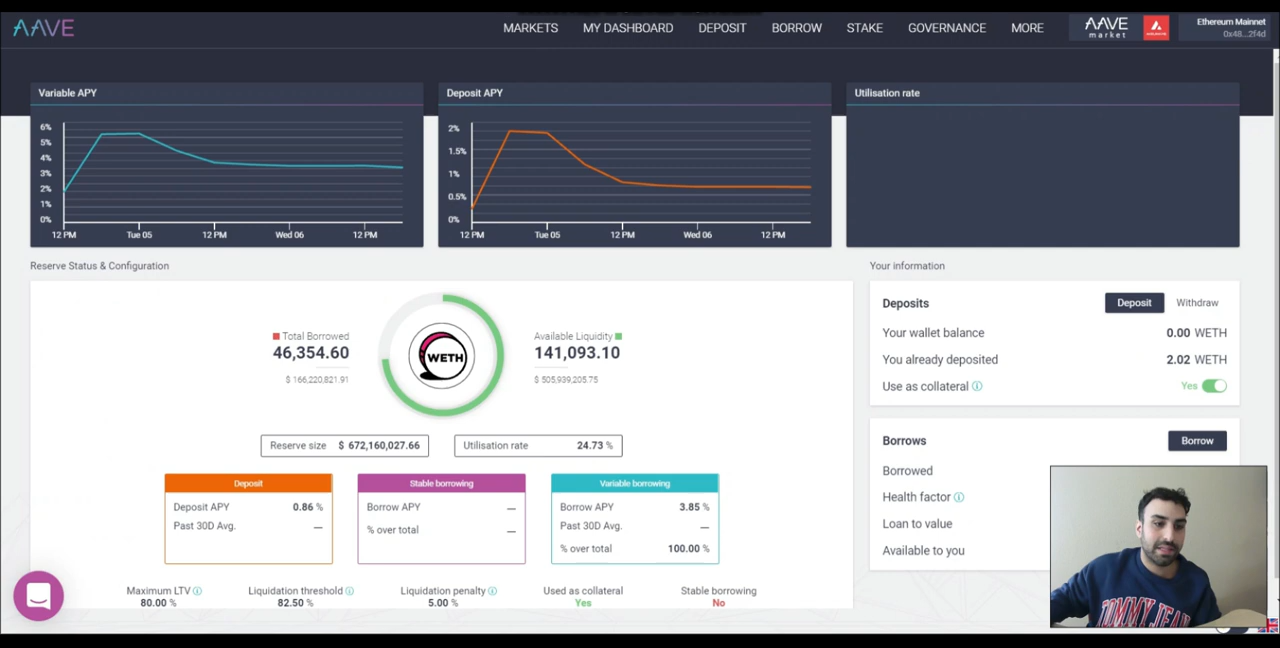 AAVE
MARKETS MY DASHBOARD DEPOSIT BORROW STAKE GOVERNANCE MORE
AAVE
market
Ethereum Mainnet
0x48...2f4d
Variable APY
6%
5%
4%
3%
2%
1%
0%
12 PM Tue 05 12 PM Wed 06 12 PM
Deposit APY
2%
1.5%
1%
0.5%
0%
12 PM Tue 05 12 PM Wed 06 12 PM
Utilisation rate
Reserve Status & Configuration
Total Borrowed
46,354.60
$ 166,220,821.91
WETH
Available Liquidity
141,093.10
$ 505,939,205.75
Reserve size $ 672,160,027.66
Utilisation rate 24.73 %
Deposit
Deposit APY 0.86 %
Past 30D Avg. —
Stable borrowing
Borrow APY —
% over total —
Variable borrowing
Borrow APY 3.85 %
Past 30D Avg. —
% over total 100.00 %
Maximum LTV
80.00 %
Liquidation threshold
82.50 %
Liquidation penalty
5.00 %
Used as collateral
Yes
Stable borrowing
No
Your information
Deposits Deposit Withdraw
Your wallet balance 0.00 WETH
You already deposited 2.02 WETH
Use as collateral Yes
Borrows Borrow
Borrowed
Health factor
Loan to value
Available to you
TOMMY JEANS